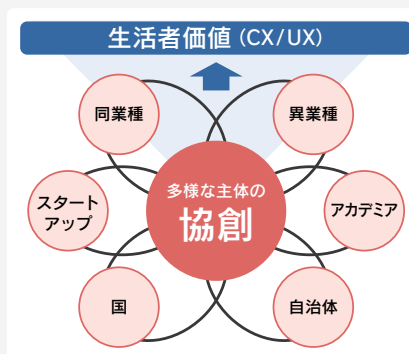 生活者価値 (CX/UX)
同業種
異業種
多様な主体の
協創
スタート
アップ
アカデミア
国
自治体